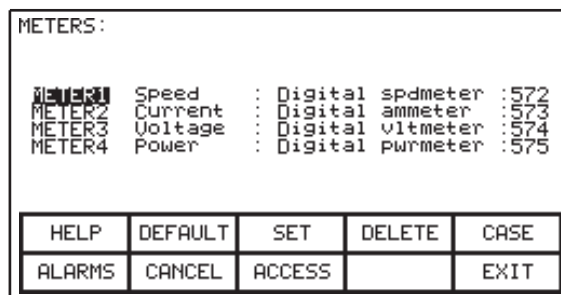 METERS:
METER1 Speed : Digital spdmeter :572
METER2 Current : Digital ammeter :573
METER3 Voltage : Digital vltmeter :574
METER4 Power : Digital pwrmeter :575
HELP DEFAULT SET DELETE CASE
ALARMS CANCEL ACCESS EXIT